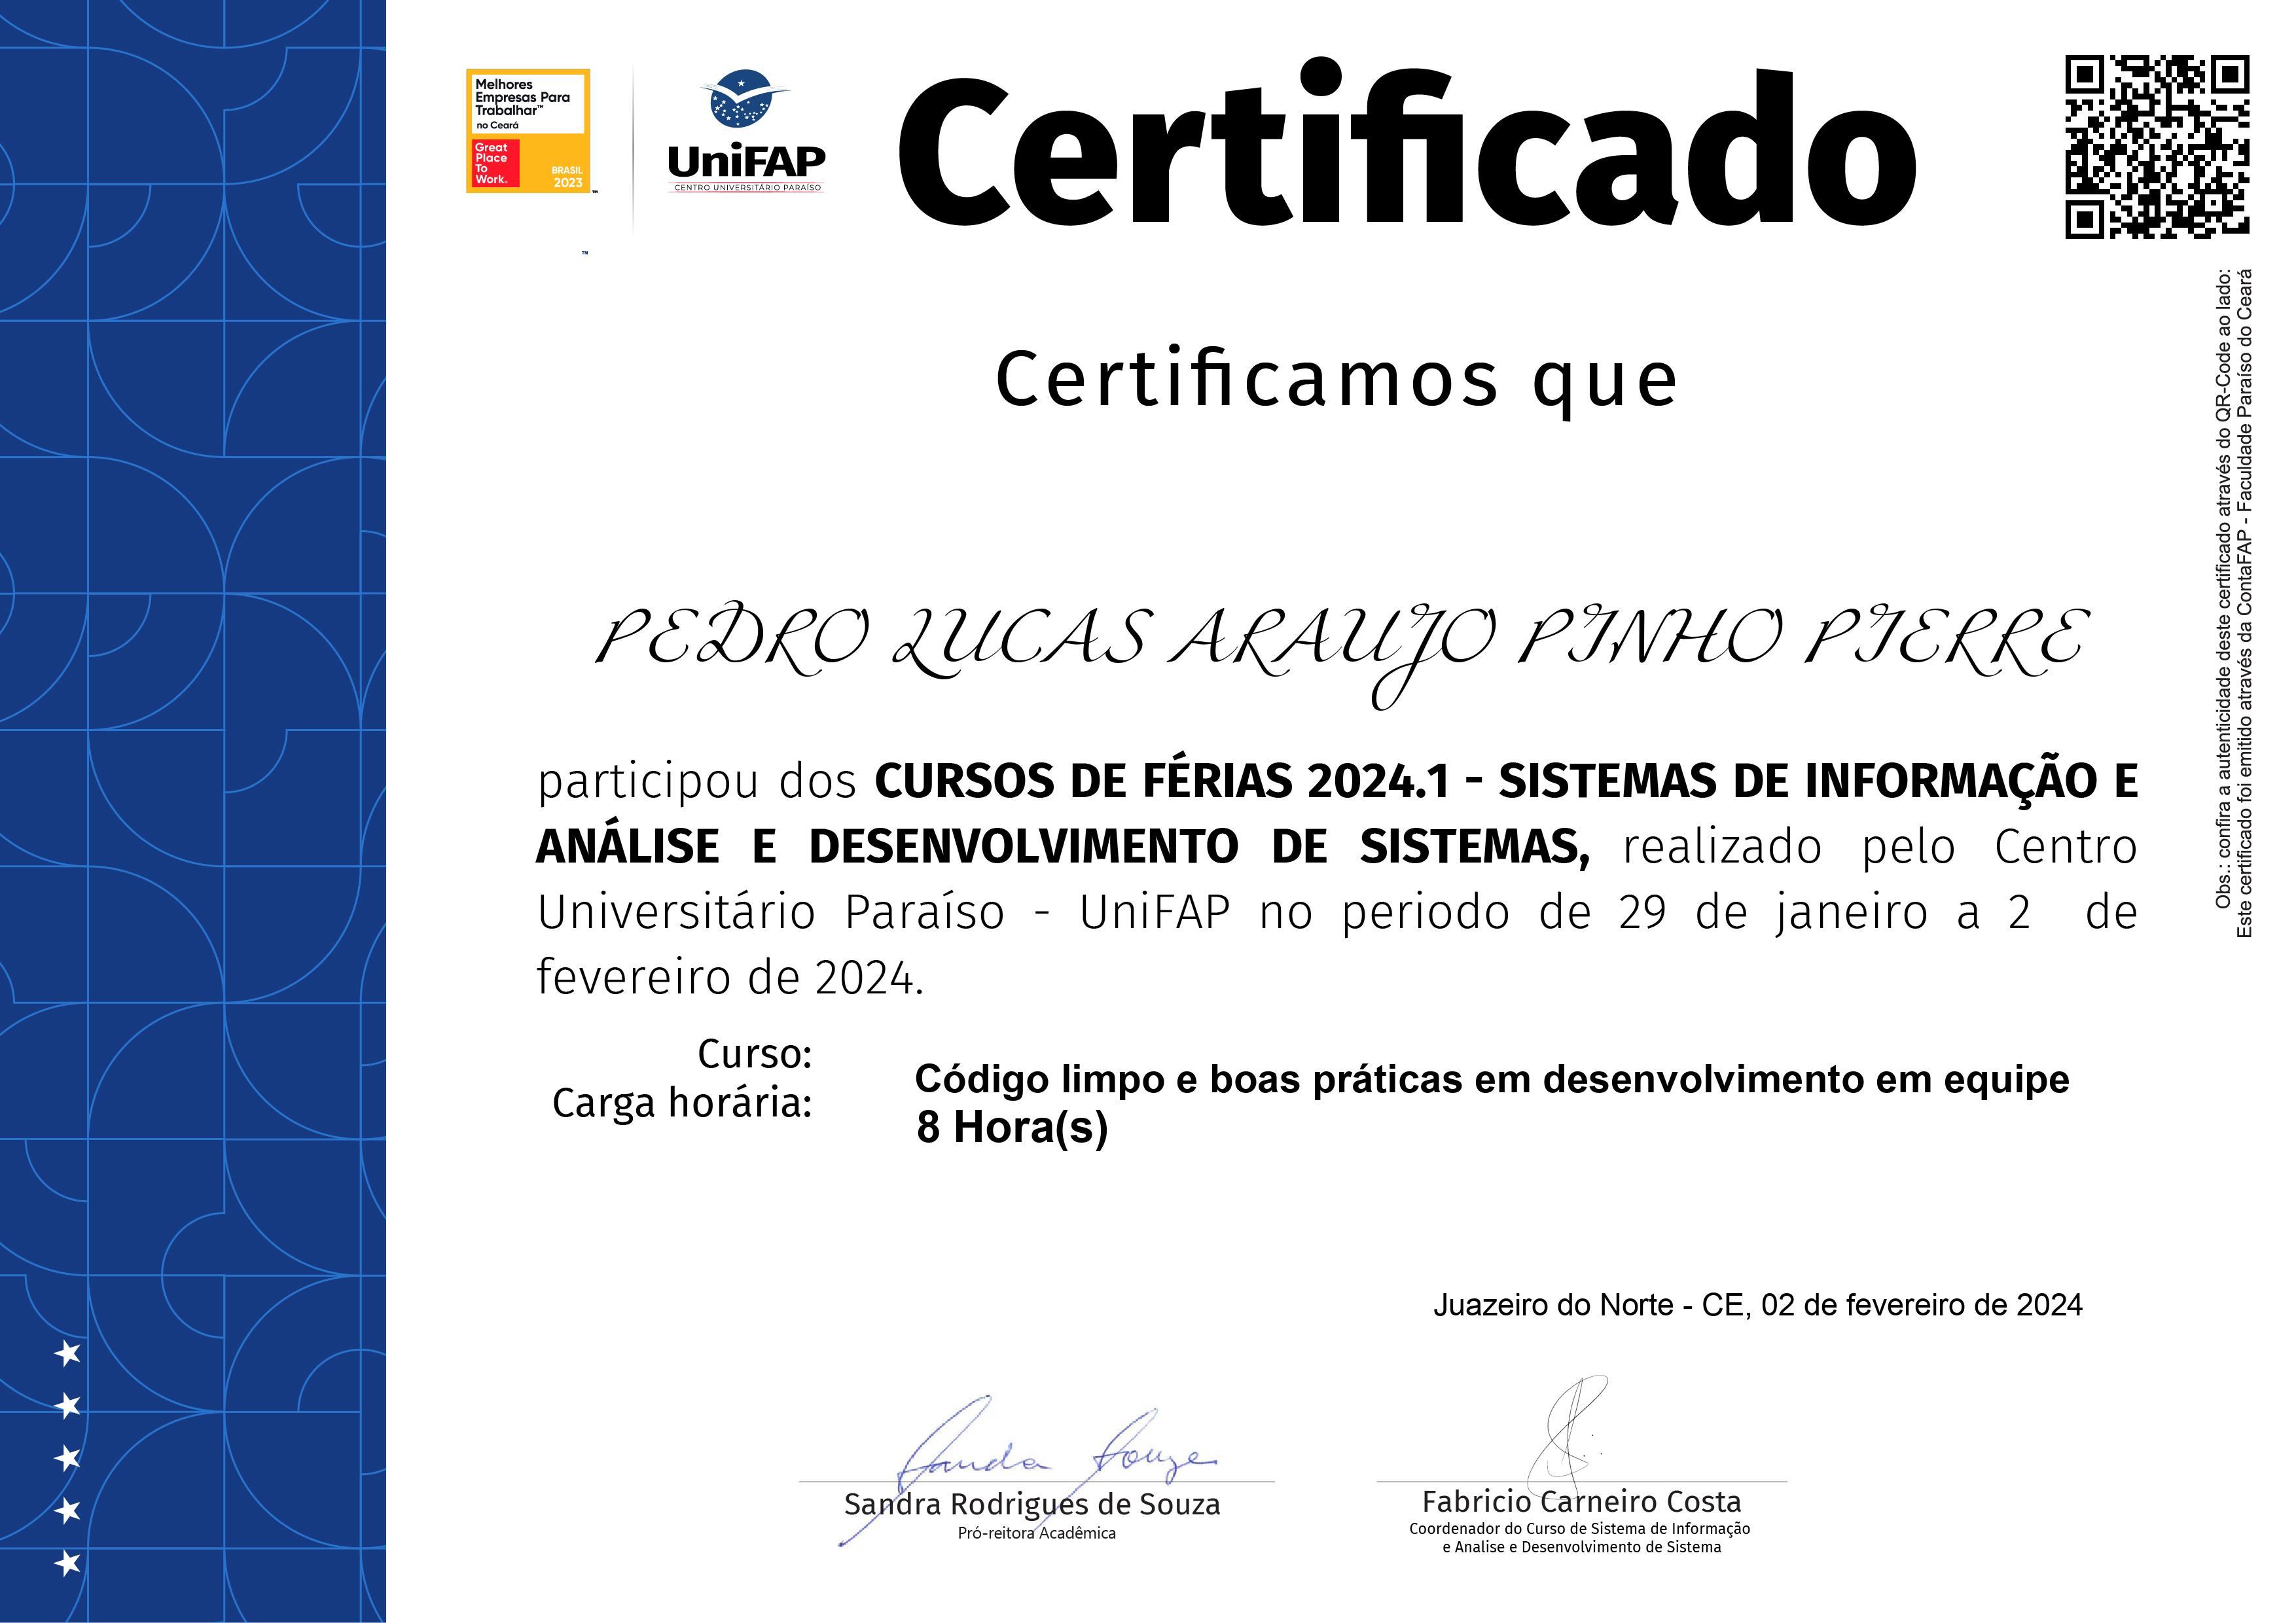 Melhores
Empresas Para
Trabalhar™
no Ceará
Great
Place
To
Work.
BRASIL
2023
™
™
UniFAP
CENTRO UNIVERSITÁRIO PARAÍSO
Certificado
Certificamos que
PEDRO LUCAS ARAUJO PINHO PIERRE
participou dos CURSOS DE FÉRIAS 2024.1 - SISTEMAS DE INFORMAÇÃO E
ANÁLISE E DESENVOLVIMENTO DE SISTEMAS, realizado pelo Centro
Universitário Paraíso - UniFAP no periodo de 29 de janeiro a 2 de
fevereiro de 2024.
Curso:
Código limpo e boas práticas em desenvolvimento em equipe
Carga horária:
8 Hora(s)
Juazeiro do Norte - CE, 02 de fevereiro de 2024
Sanda Souza
Sandra Rodrigues de Souza
Pró-reitora Acadêmica
Fabricio Carneiro Costa
Coordenador do Curso de Sistema de Informação
e Analise e Desenvolvimento de Sistema
Obs.: confira a autenticidade deste certificado através do QR-Code ao lado:
Este certificado foi emitido através da ContaFAP - Faculdade Paraíso do Ceará